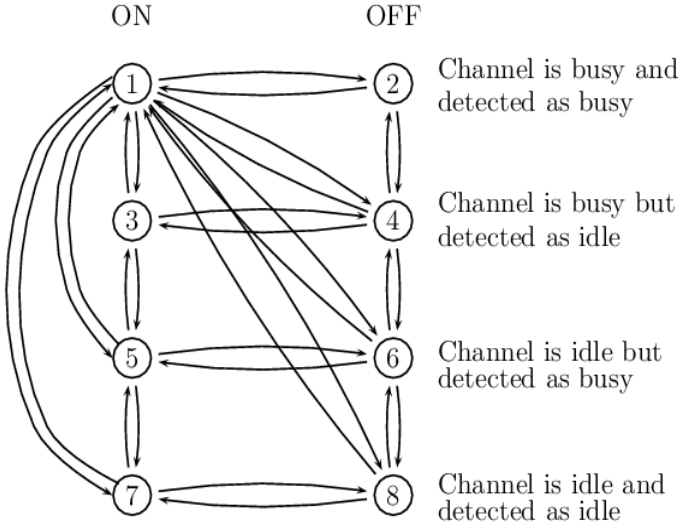 ON OFF
1 2 Channel is busy and
detected as busy
3 4 Channel is busy but
detected as idle
5 6 Channel is idle but
detected as busy
7 8 Channel is idle and
detected as idle